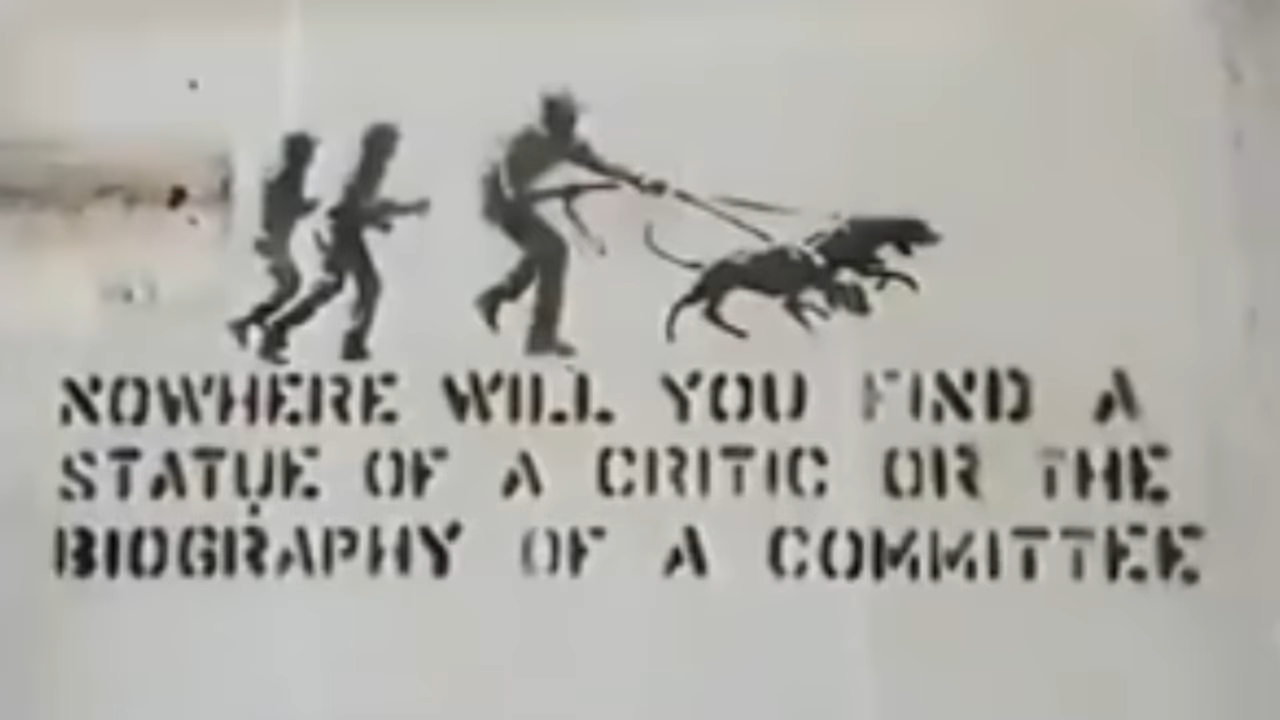 NOWHERE WILL YOU FIND A
STATUE OF A CRITIC OR THE
BIOGRAPHY OF A COMMITTEE